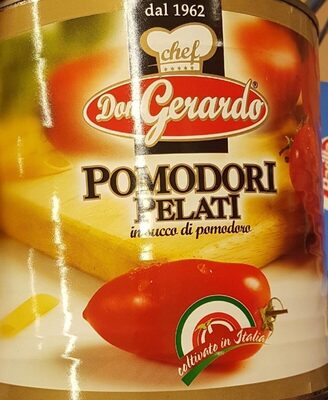 dal 1962
chef
Don Gerardo®
POMODORI
PELATI
in succo di pomodoro
coltivato in Italia